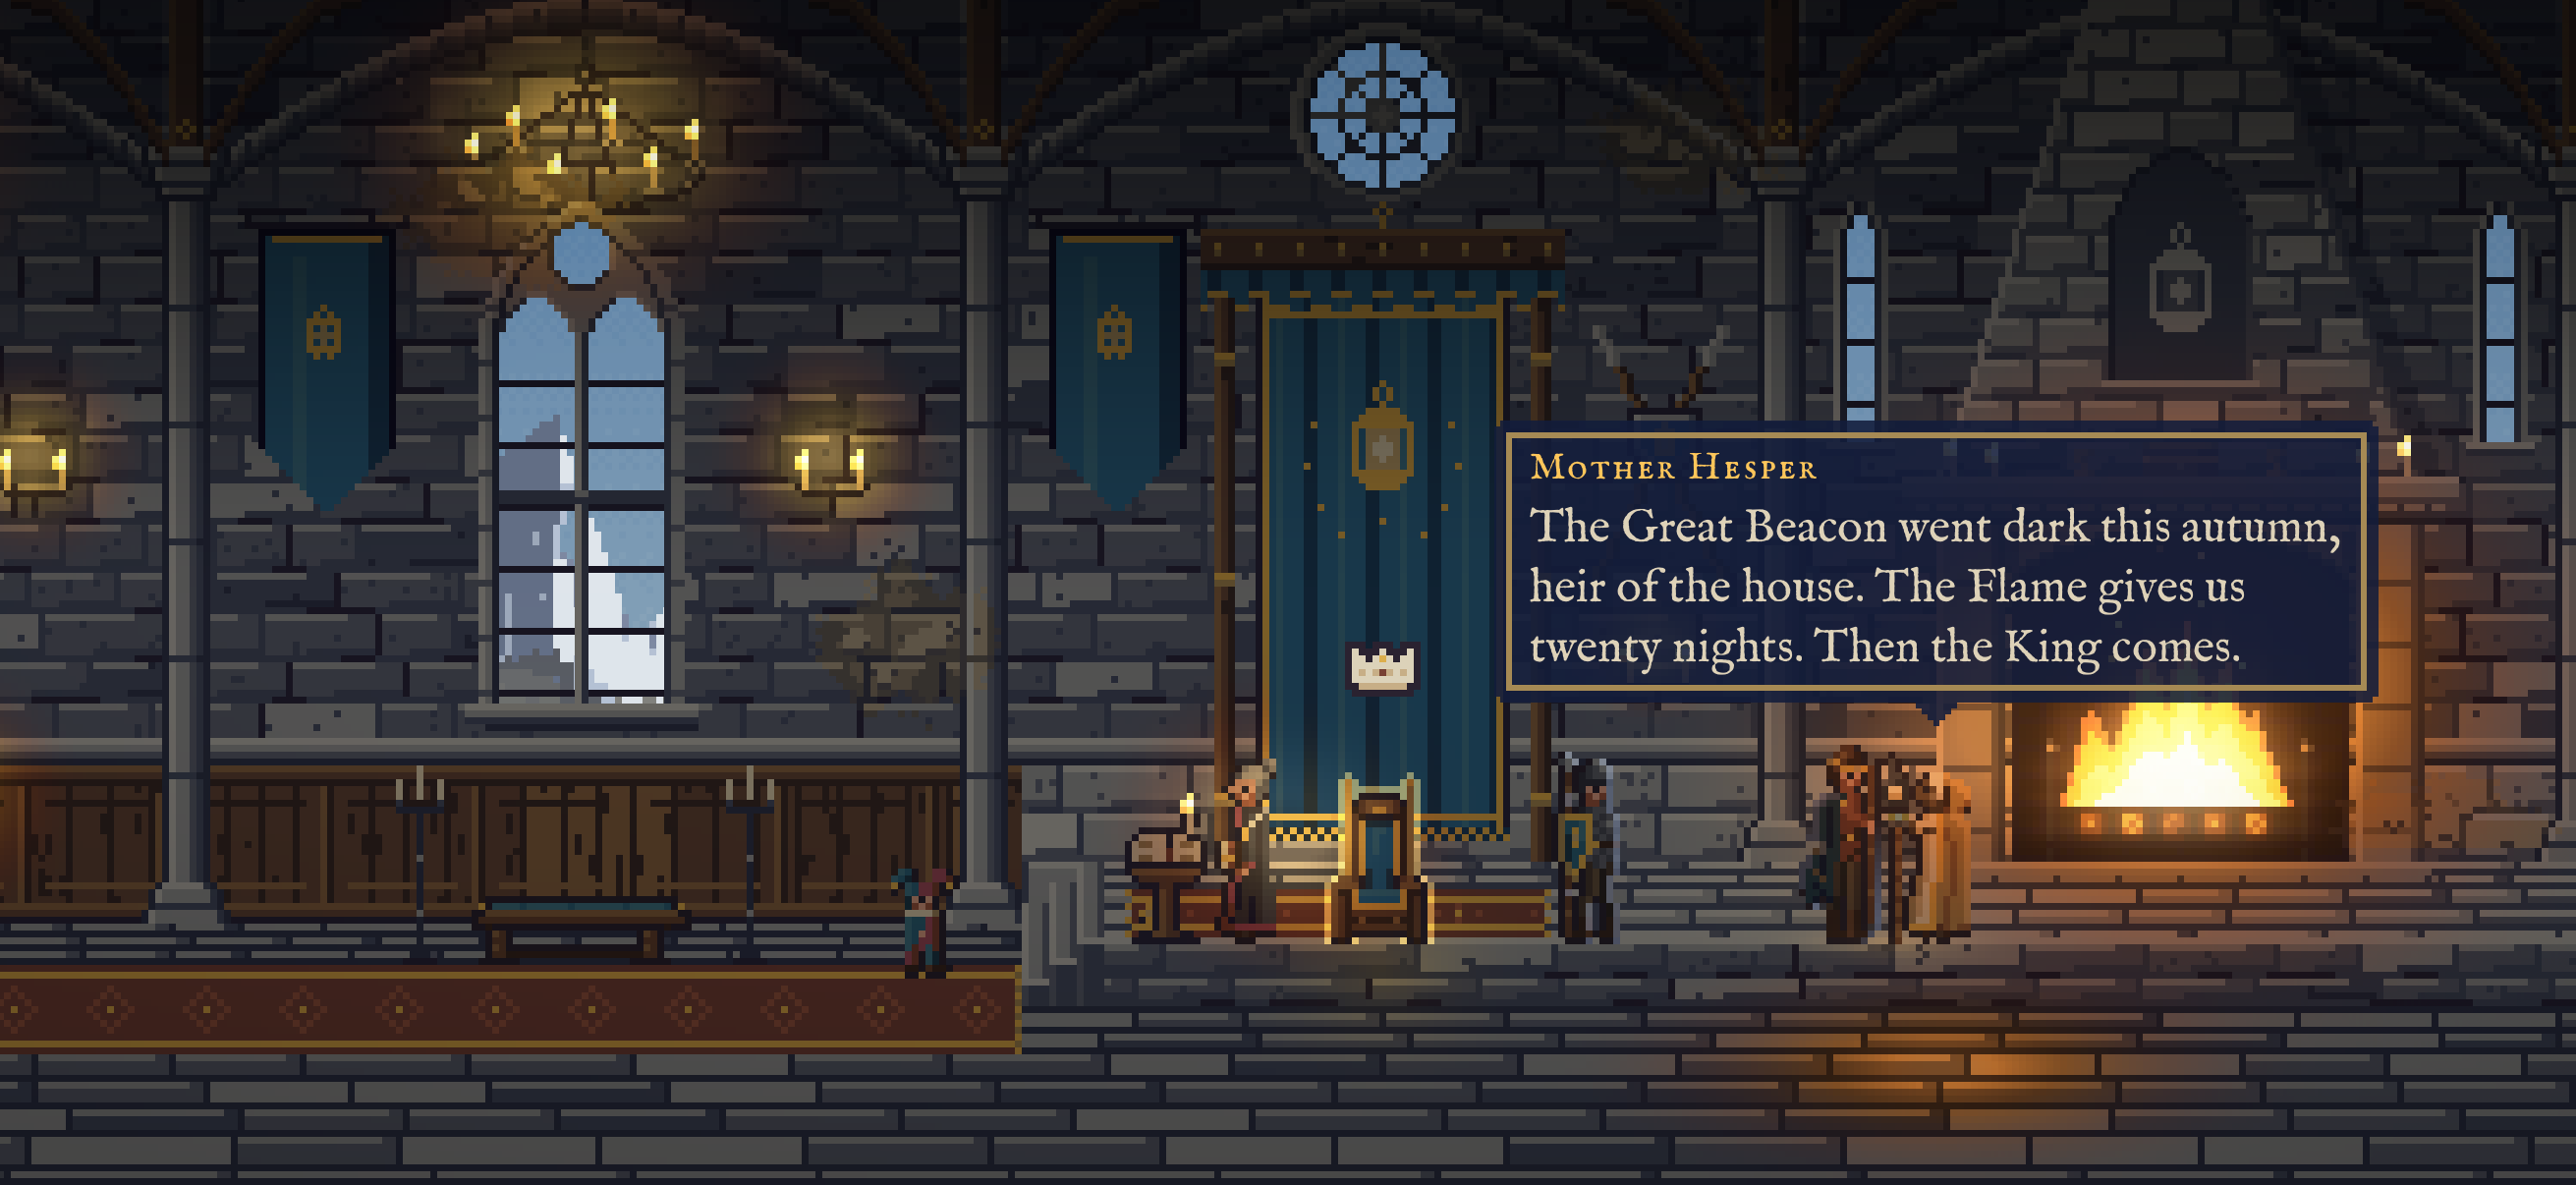 Mother Hesper
The Great Beacon went dark this autumn,
heir of the house. The Flame gives us
twenty nights. Then the King comes.